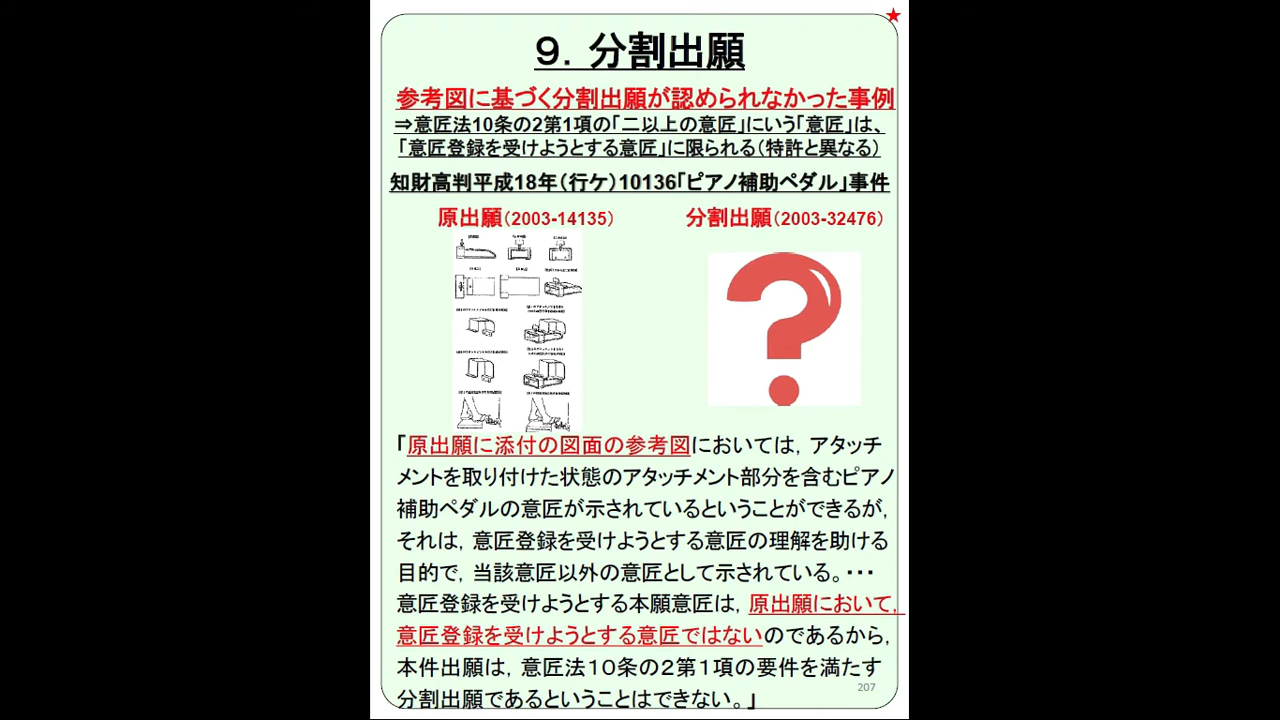 ９．分割出願
参考図に基づく分割出願が認められなかった事例
⇒意匠法10条の2第1項の「二以上の意匠」にいう「意匠」は、
「意匠登録を受けようとする意匠」に限られる（特許と異なる）
知財高判平成18年（行ケ）10136「ピアノ補助ペダル」事件
原出願（2003-14135）
分割出願（2003-32476）
「原出願に添付の図面の参考図においては，アタッチ
メントを取り付けた状態のアタッチメント部分を含むピアノ
補助ペダルの意匠が示されているということができるが，
それは，意匠登録を受けようとする意匠の理解を助ける
目的で，当該意匠以外の意匠として示されている。・・・
意匠登録を受けようとする本願意匠は，原出願において，
意匠登録を受けようとする意匠ではないのであるから，
本件出願は，意匠法１０条の２第１項の要件を満たす
分割出願であるということはできない。」
207